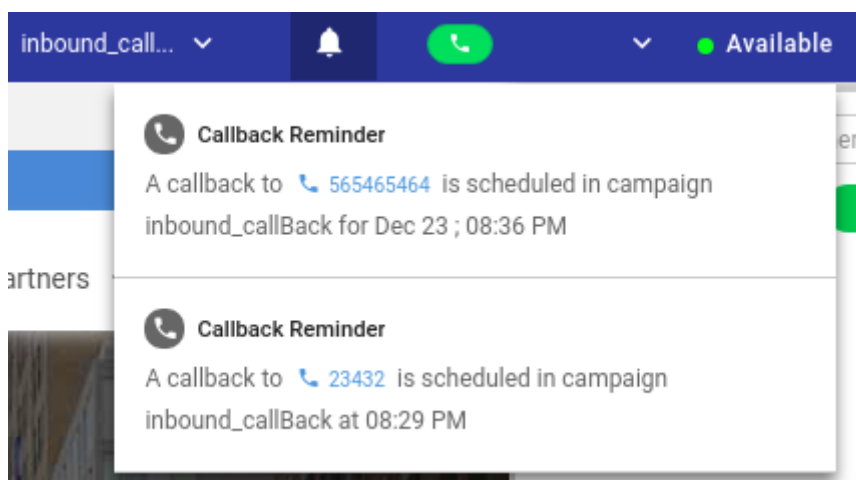 inbound_call...
Available
Callback Reminder
A callback to 565465464 is scheduled in campaign
inbound_callBack for Dec 23 ; 08:36 PM
artners
Callback Reminder
A callback to 23432 is scheduled in campaign
inbound_callBack at 08:29 PM